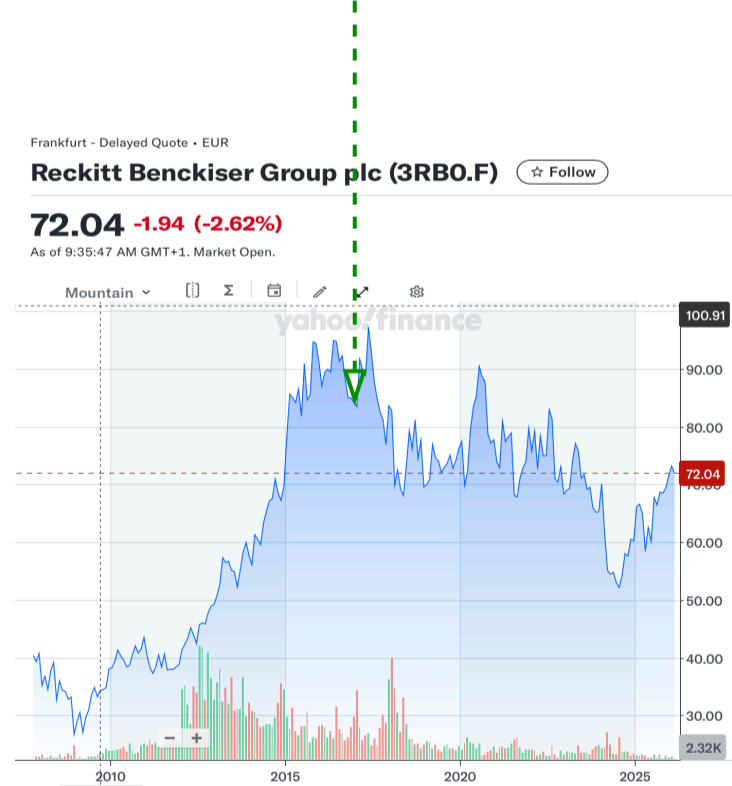 Frankfurt - Delayed Quote • EUR
Reckitt Benckiser Group plc (3RB0.F)
☆ Follow
72.04 -1.94 (-2.62%)
As of 9:35:47 AM GMT+1. Market Open.
Mountain
yahoo!finance
100.91
90.00
80.00
72.04
70.00
60.00
50.00
40.00
30.00
2.32K
2010 2015 2020 2025